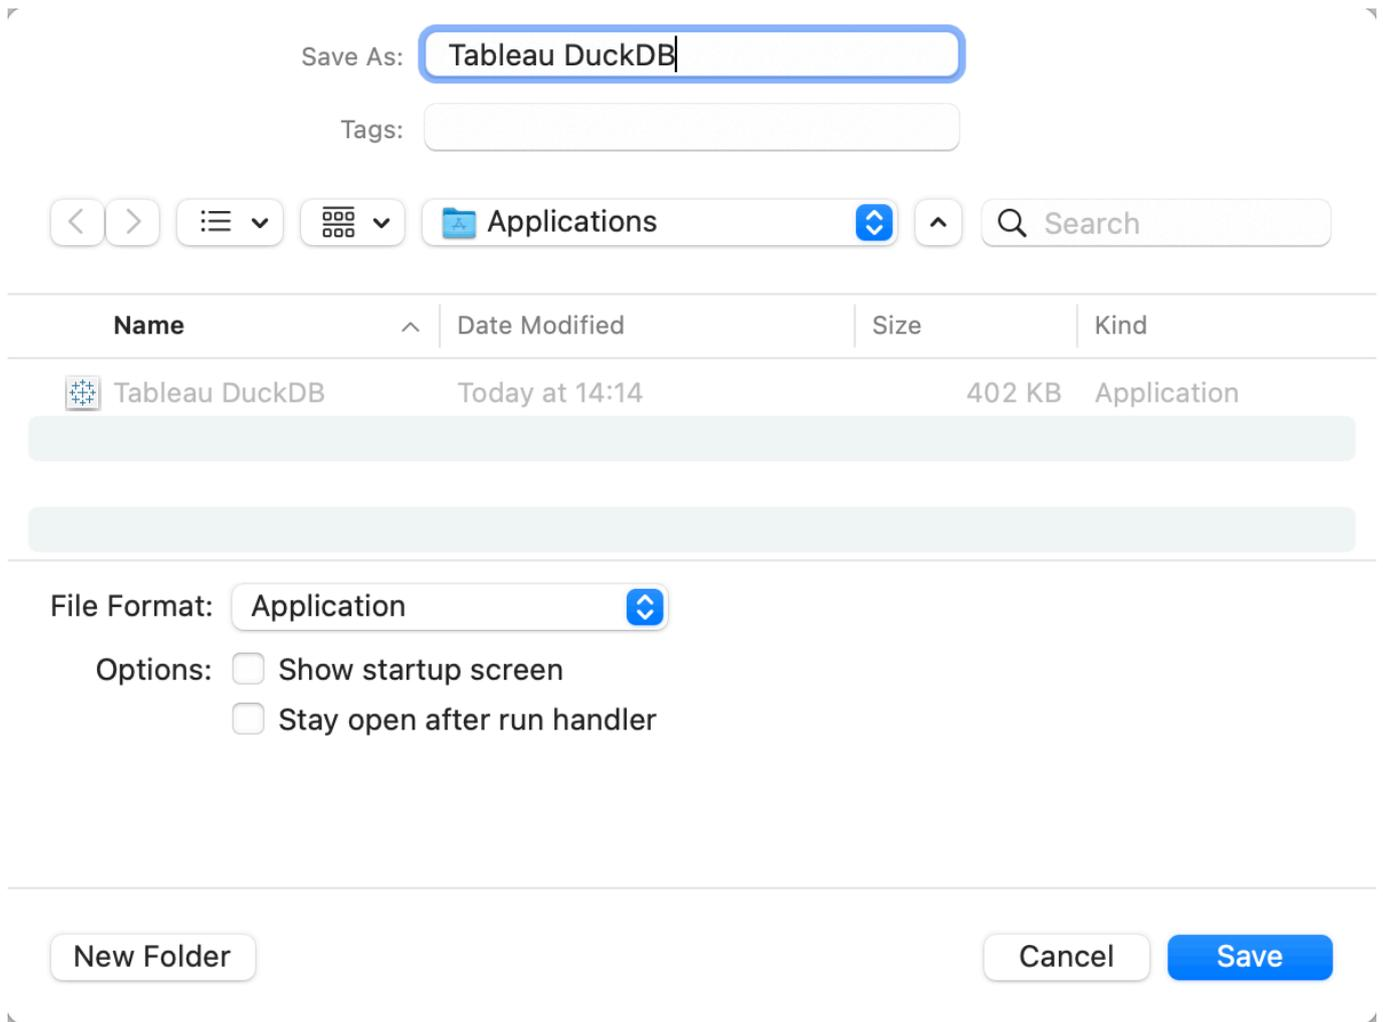 Save As: Tableau DuckDB
Tags:
Applications Search
Name Date Modified Size Kind
Tableau DuckDB Today at 14:14 402 KB Application
File Format: Application
Options: Show startup screen
Stay open after run handler
New Folder Cancel Save